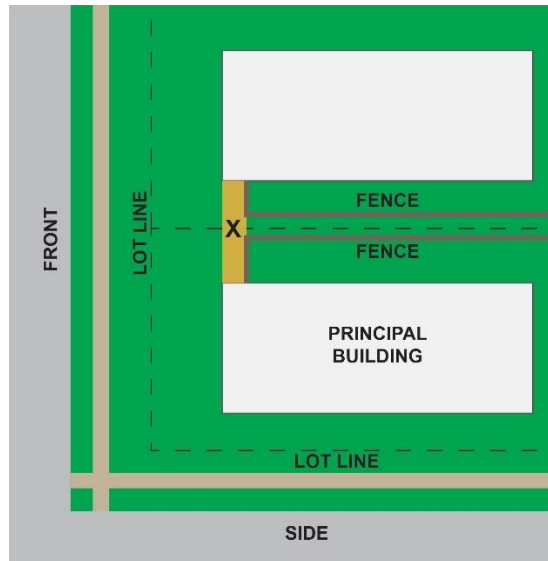 FENCE
LOT LINE
X
FRONT
FENCE
PRINCIPAL
BUILDING
LOT LINE
SIDE